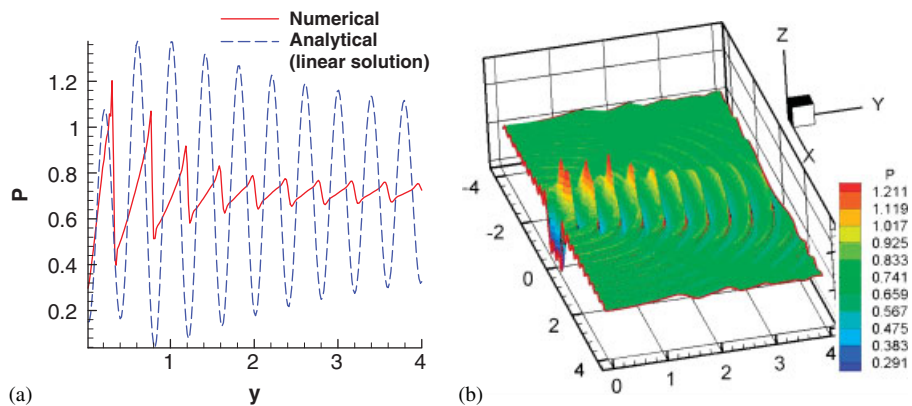 Numerical
Analytical
(linear solution)
P
1.2
1
0.8
0.6
0.4
0.2
1
2
3
4
y
(a)
Z
Y
X
-4
-2
0
2
4
0
1
2
3
4
P
1.211
1.119
1.017
0.925
0.833
0.741
0.659
0.567
0.475
0.383
0.291
(b)